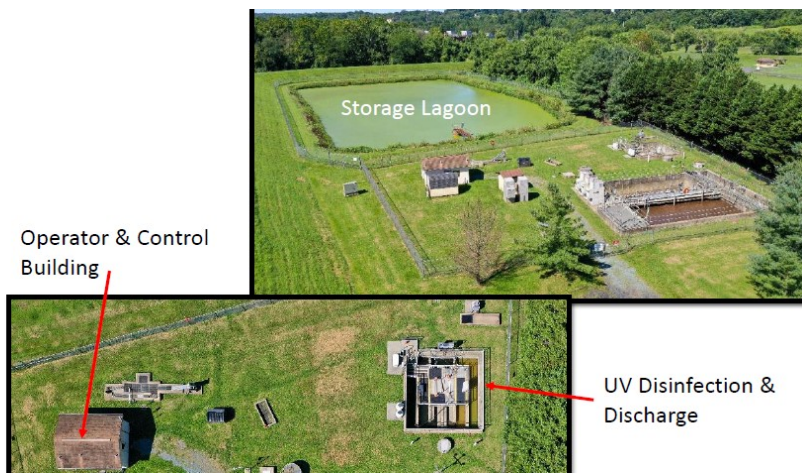 Storage Lagoon
Operator & Control
Building
UV Disinfection &
Discharge